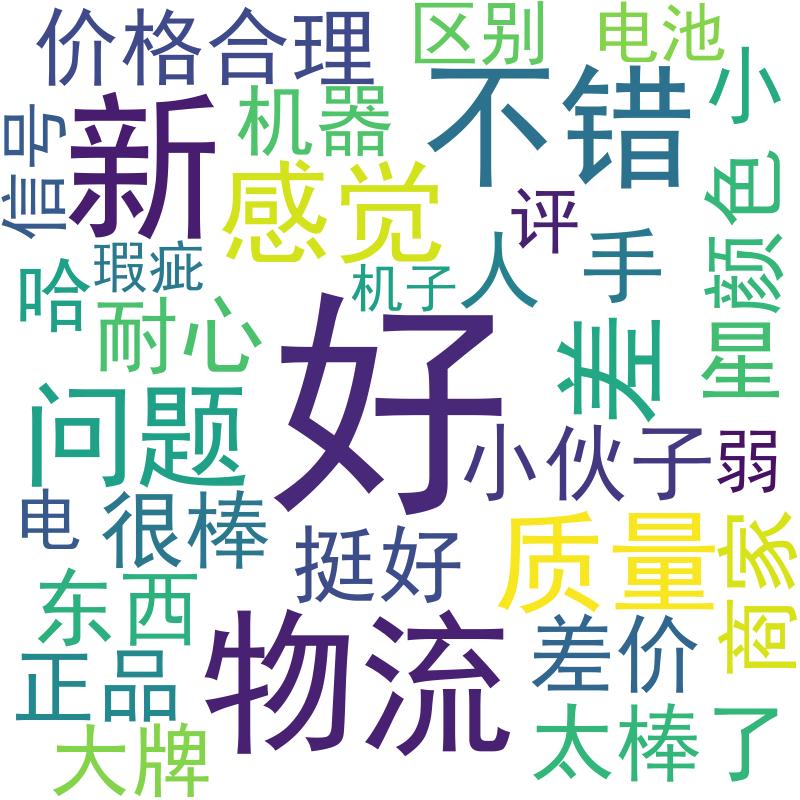 价格合理
区别
电池
新
机器
不错
小
信号
感觉
评
颜色
瑕疵
哈
机子
人
手
耐心
好
差
问题
小伙子
弱
电
很棒
挺好
质量
商家
东西
物流
差价
正品
大牌
太棒了